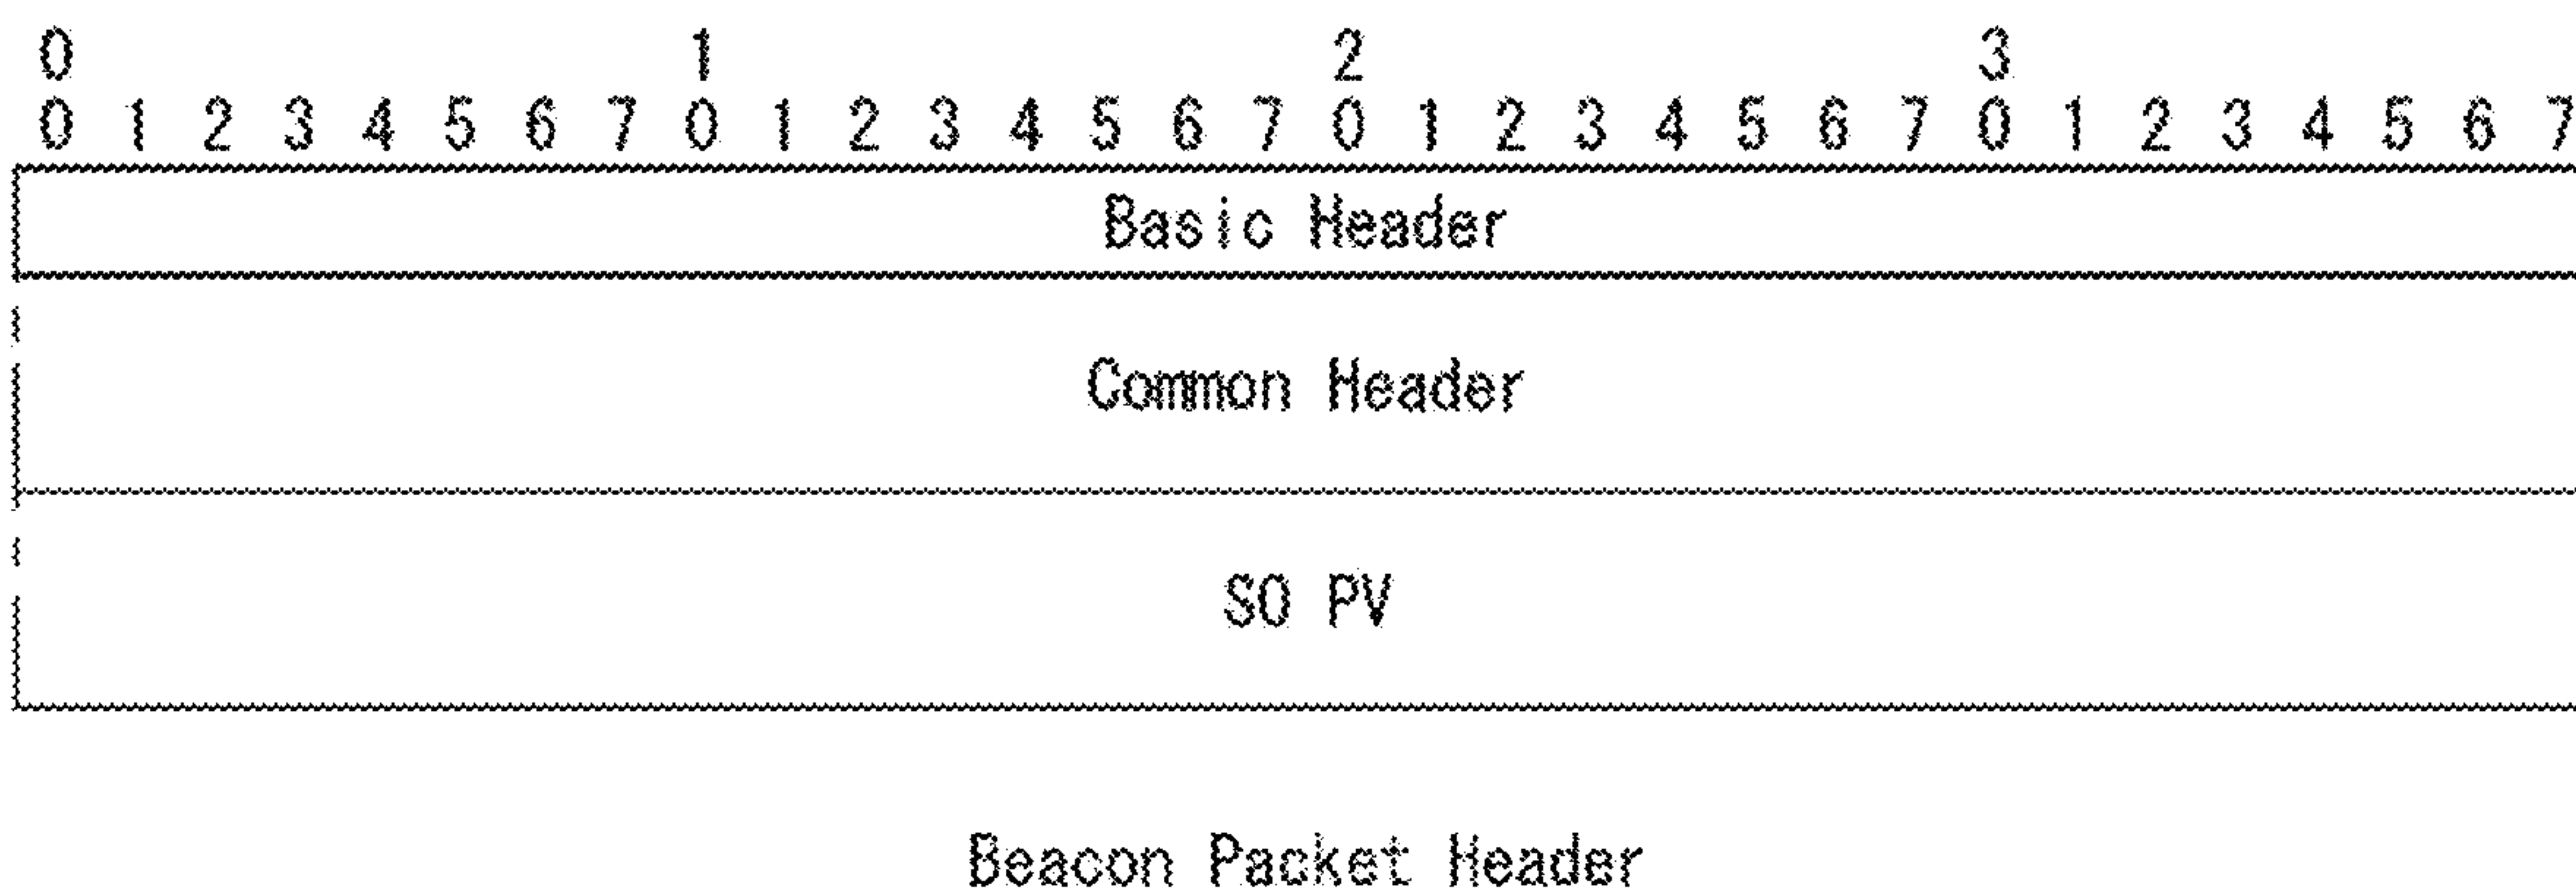 0 1 2 3
0 1 2 3 4 5 6 7 0 1 2 3 4 5 6 7 0 1 2 3 4 5 6 7 0 1 2 3 4 5 6 7
Basic Header
Common Header
SO PV
Beacon Packet Header